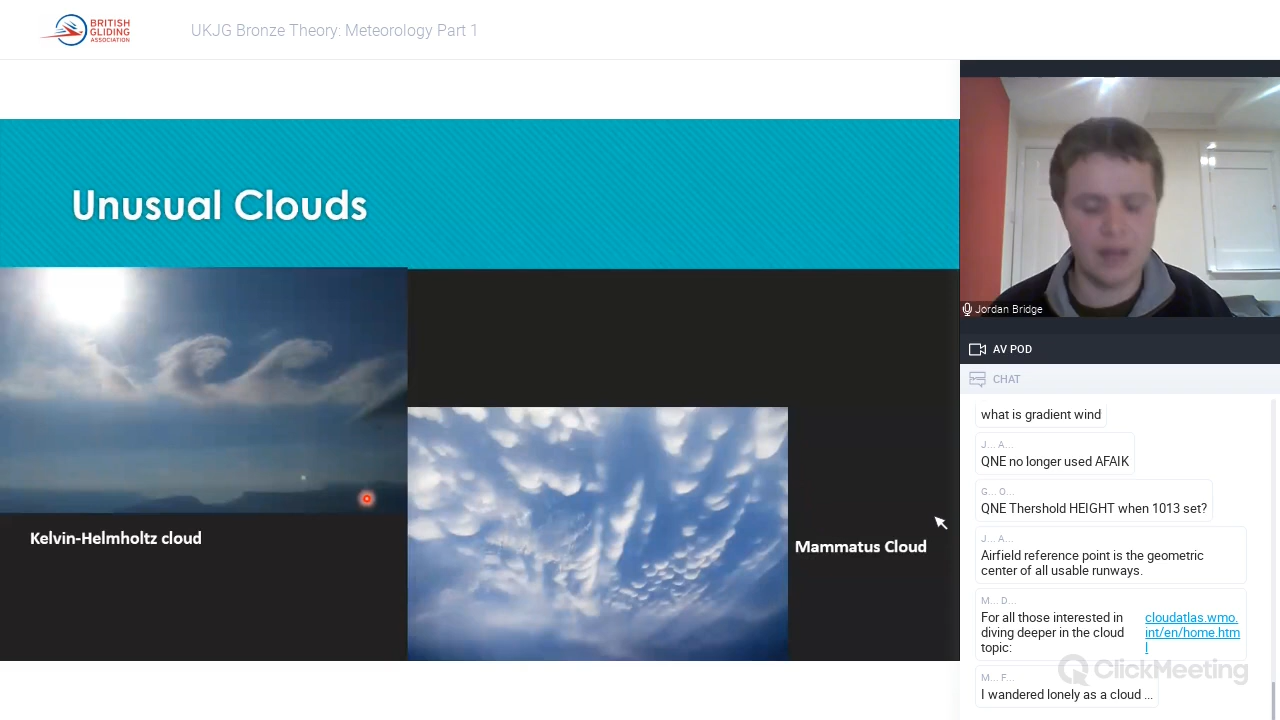 BRITISH
GLIDING
ASSOCIATION
UKJG Bronze Theory: Meteorology Part 1
Unusual Clouds
Kelvin-Helmholtz cloud
Mammatus Cloud
Jordan Bridge
AV POD
CHAT
what is gradient wind
J... A...
QNE no longer used AFAIK
G... O...
QNE Thershold HEIGHT when 1013 set?
J... A...
Airfield reference point is the geometric
center of all usable runways.
M... D...
For all those interested in
diving deeper in the cloud
topic:
cloudatlas.wmo.
int/en/home.htm
l
ClickMeeting
M... F...
I wandered lonely as a cloud ...